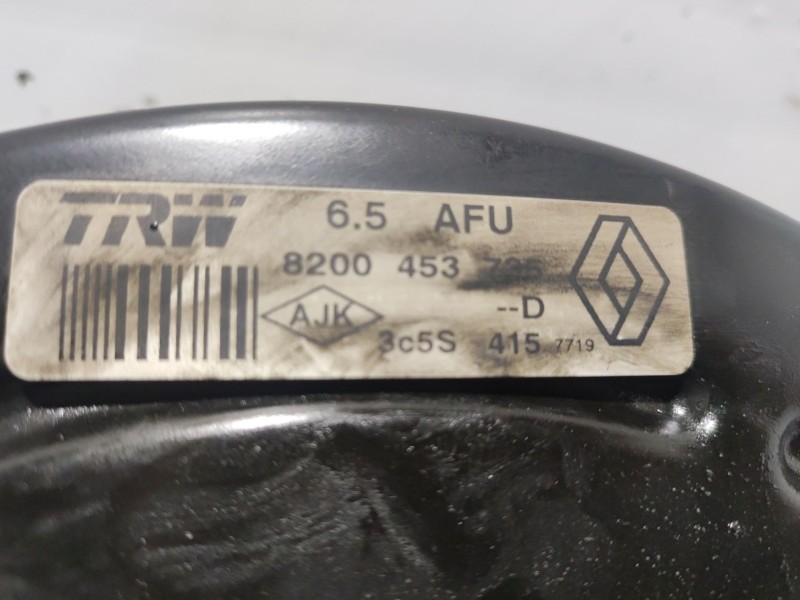 TRW
6.5 AFU
8200 453
AJK
--D
3c5S 415 7719